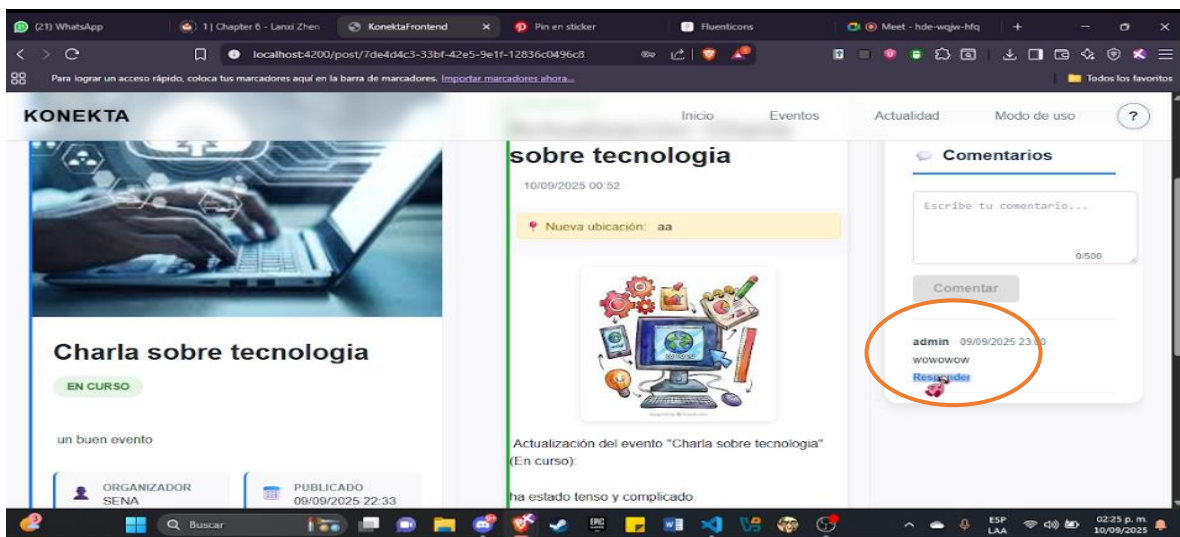 (21) WhatsApp
1 | Chapter 6 - Lanxi Zhen
KonektaFrontend
Pin en sticker
Fluenticons
Meet - hde-wqjw-hfq
localhost:4200/post/7de4d4c3-33bf-42e5-9e1f-12836c0496c8
Para lograr un acceso rápido, coloca tus marcadores aquí en la barra de marcadores. Importar marcadores ahora...
Todos los favoritos
KONEKTA
Inicio
Eventos
Actualidad
Modo de uso
?
Charla sobre tecnologia
EN CURSO
un buen evento
ORGANIZADOR
SENA
PUBLICADO
09/09/2025 22:33
sobre tecnologia
10/09/2025 00:52
Nueva ubicación: aa
Actualización del evento "Charla sobre tecnologia"
(En curso):
ha estado tenso y complicado
Comentarios
Escribe tu comentario...
0/500
Comentar
admin 09/09/2025 23:00
wowowow
Responder
Buscar
ESP
LAA
02:25 p. m.
10/09/2025